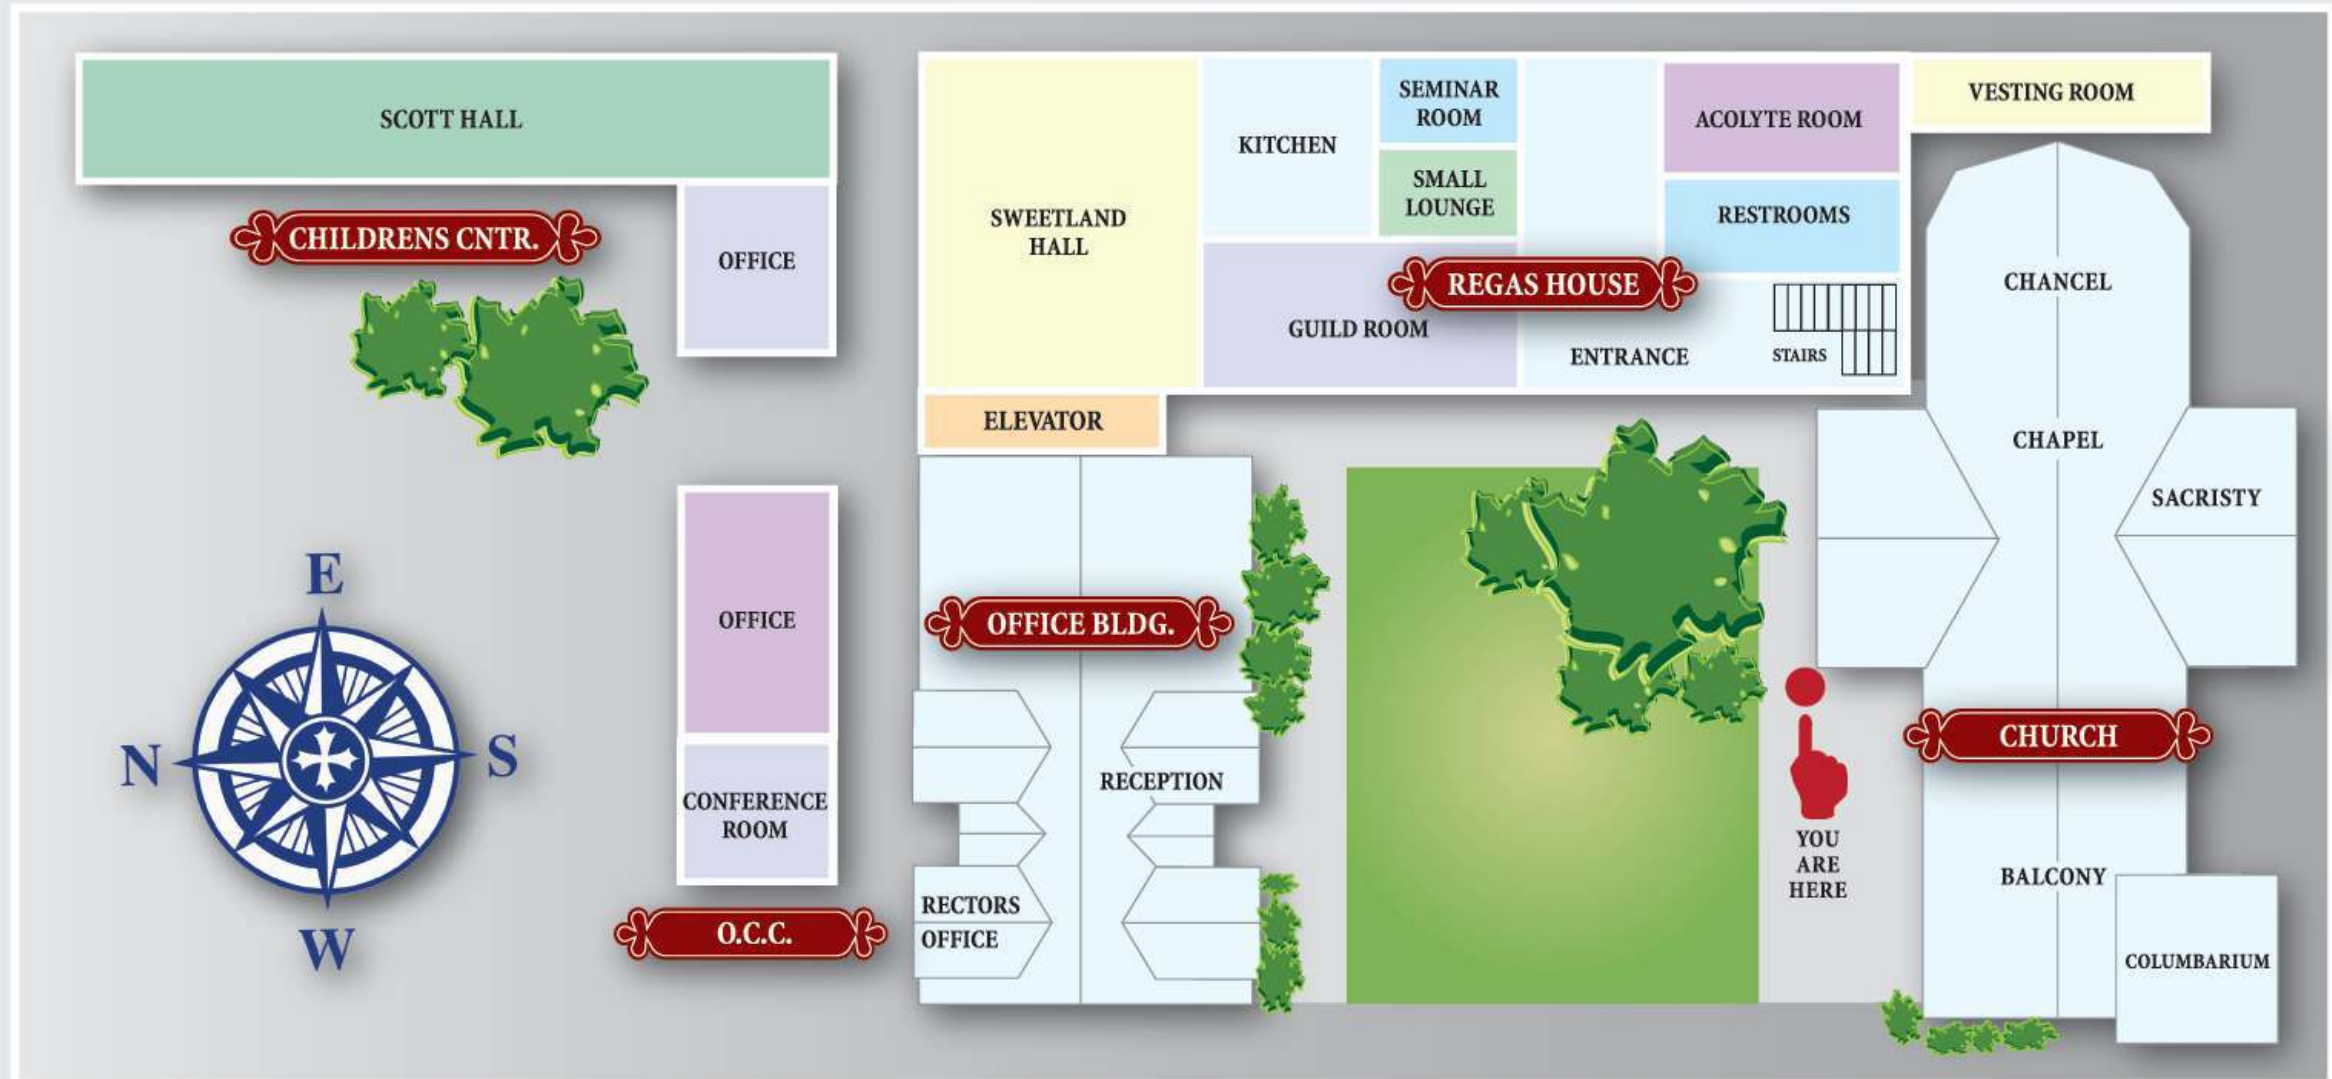 SCOTT HALL
CHILDRENS CNTR.
OFFICE
E
N
S
W
OFFICE
CONFERENCE
ROOM
O.C.C.
SWEETLAND
HALL
KITCHEN
SEMINAR
ROOM
SMALL
LOUNGE
ACOLYTE ROOM
RESTROOMS
REGAS HOUSE
GUILD ROOM
ENTRANCE
STAIRS
ELEVATOR
VESTING ROOM
OFFICE BLDG.
RECEPTION
RECTORS
OFFICE
YOU
ARE
HERE
CHANCEL
CHAPEL
SACRISTY
CHURCH
BALCONY
COLUMBARIUM